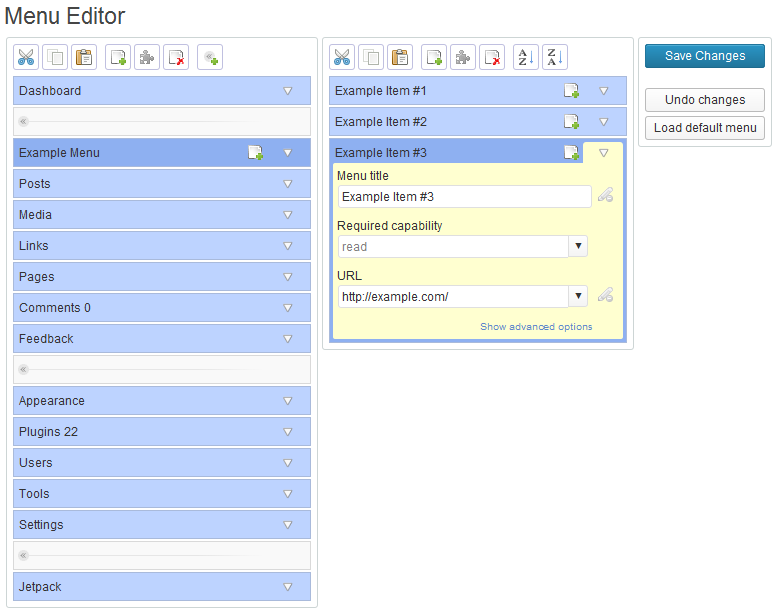 Menu Editor
Dashboard
Example Menu
Posts
Media
Links
Pages
Comments 0
Feedback
Appearance
Plugins 22
Users
Tools
Settings
Jetpack
A
Z
Z
A
Example Item #1
Example Item #2
Example Item #3
Menu title
Example Item #3
Required capability
read
URL
http://example.com/
Show advanced options
Save Changes
Undo changes
Load default menu